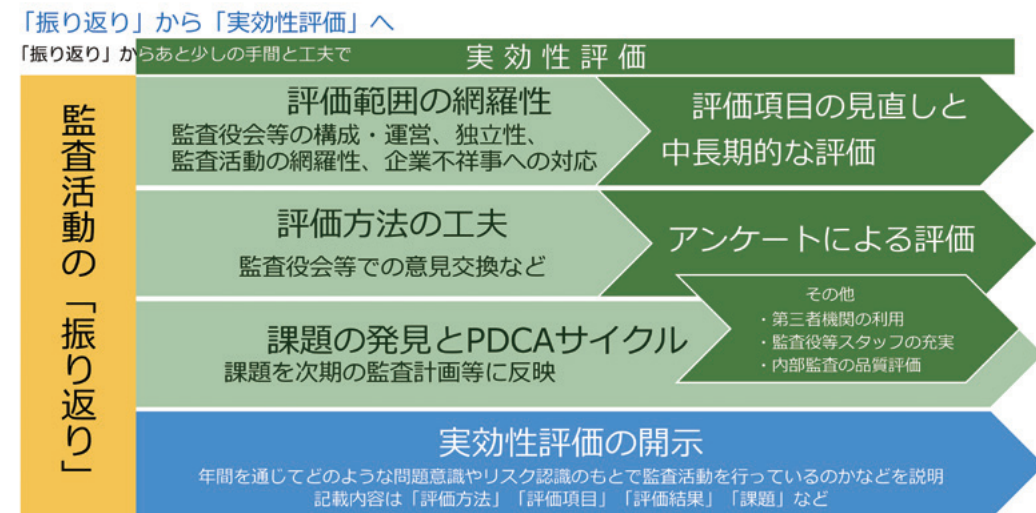 「振り返り」から「実効性評価」へ
「振り返り」からあと少しの手間と工夫で
実効性評価
監査活動の「振り返り」
評価範囲の網羅性
監査役会等の構成・運営、独立性、
監査活動の網羅性、企業不祥事への対応
評価項目の見直しと
中長期的な評価
評価方法の工夫
監査役会等での意見交換など
アンケートによる評価
課題の発見とPDCAサイクル
課題を次期の監査計画等に反映
その他
・第三者機関の利用
・監査役等スタッフの充実
・内部監査の品質評価
実効性評価の開示
年間を通じてどのような問題意識やリスク認識のもとで監査活動を行っているのかなどを説明
記載内容は「評価方法」「評価項目」「評価結果」「課題」など